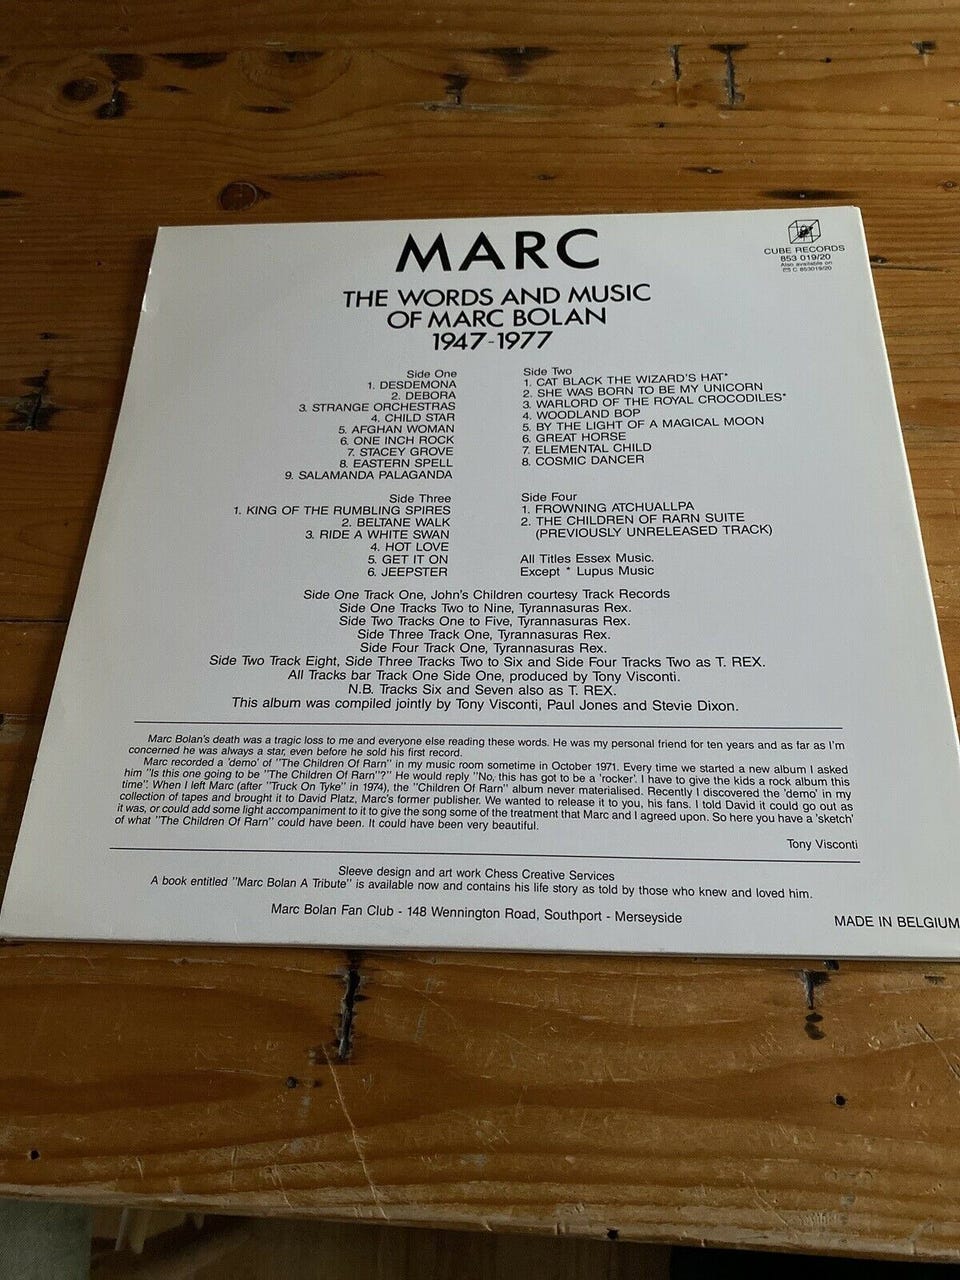 MARC
THE WORDS AND MUSIC
OF MARC BOLAN
1947-1977
CUBE RECORDS
853 019/20
Also available on
C 853019/20
Side One
1. DESDEMONA
2. DEBORA
3. STRANGE ORCHESTRAS
4. CHILD STAR
5. AFGHAN WOMAN
6. ONE INCH ROCK
7. STACEY GROVE
8. EASTERN SPELL
9. SALAMANDA PALAGANDA
Side Two
1. CAT BLACK THE WIZARD'S HAT*
2. SHE WAS BORN TO BE MY UNICORN
3. WARLORD OF THE ROYAL CROCODILES*
4. WOODLAND BOP
5. BY THE LIGHT OF A MAGICAL MOON
6. GREAT HORSE
7. ELEMENTAL CHILD
8. COSMIC DANCER
Side Three
1. KING OF THE RUMBLING SPIRES
2. BELTANE WALK
3. RIDE A WHITE SWAN
4. HOT LOVE
5. GET IT ON
6. JEEPSTER
Side Four
1. FROWNING ATCHUALLPA
2. THE CHILDREN OF RARN SUITE
(PREVIOUSLY UNRELEASED TRACK)
All Titles Essex Music.
Except * Lupus Music
Side One Track One, John's Children courtesy Track Records
Side One Tracks Two to Nine, Tyrannasuras Rex.
Side Two Tracks One to Five, Tyrannasuras Rex.
Side Three Track One, Tyrannasuras Rex.
Side Four Track One, Tyrannasuras Rex.
Side Two Track Eight, Side Three Tracks Two to Six and Side Four Tracks Two as T. REX.
All Tracks bar Track One Side One, produced by Tony Visconti.
N.B. Tracks Six and Seven also as T. REX.
This album was compiled jointly by Tony Visconti, Paul Jones and Stevie Dixon.
Marc Bolan's death was a tragic loss to me and everyone else reading these words. He was my personal friend for ten years and as far as I'm
concerned he was always a star, even before he sold his first record.
Marc recorded a 'demo' of "The Children Of Rarn" in my music room sometime in October 1971. Every time we started a new album I asked
him "Is this one going to be "The Children Of Rarn"?" He would reply "No, this has got to be a 'rocker'. I have to give the kids a rock album this
time". When I left Marc (after "Truck On Tyke" in 1974), the "Children Of Rarn" album never materialised. Recently I discovered the 'demo' in my
collection of tapes and brought it to David Platz, Marc's former publisher. We wanted to release it to you, his fans. I told David it could go out as
it was, or could add some light accompaniment to it to give the song some of the treatment that Marc and I agreed upon. So here you have a 'sketch'
of what "The Children Of Rarn" could have been. It could have been very beautiful.
Tony Visconti
Sleeve design and art work Chess Creative Services
A book entitled "Marc Bolan A Tribute" is available now and contains his life story as told by those who knew and loved him.
Marc Bolan Fan Club - 148 Wennington Road, Southport - Merseyside
MADE IN BELGIUM